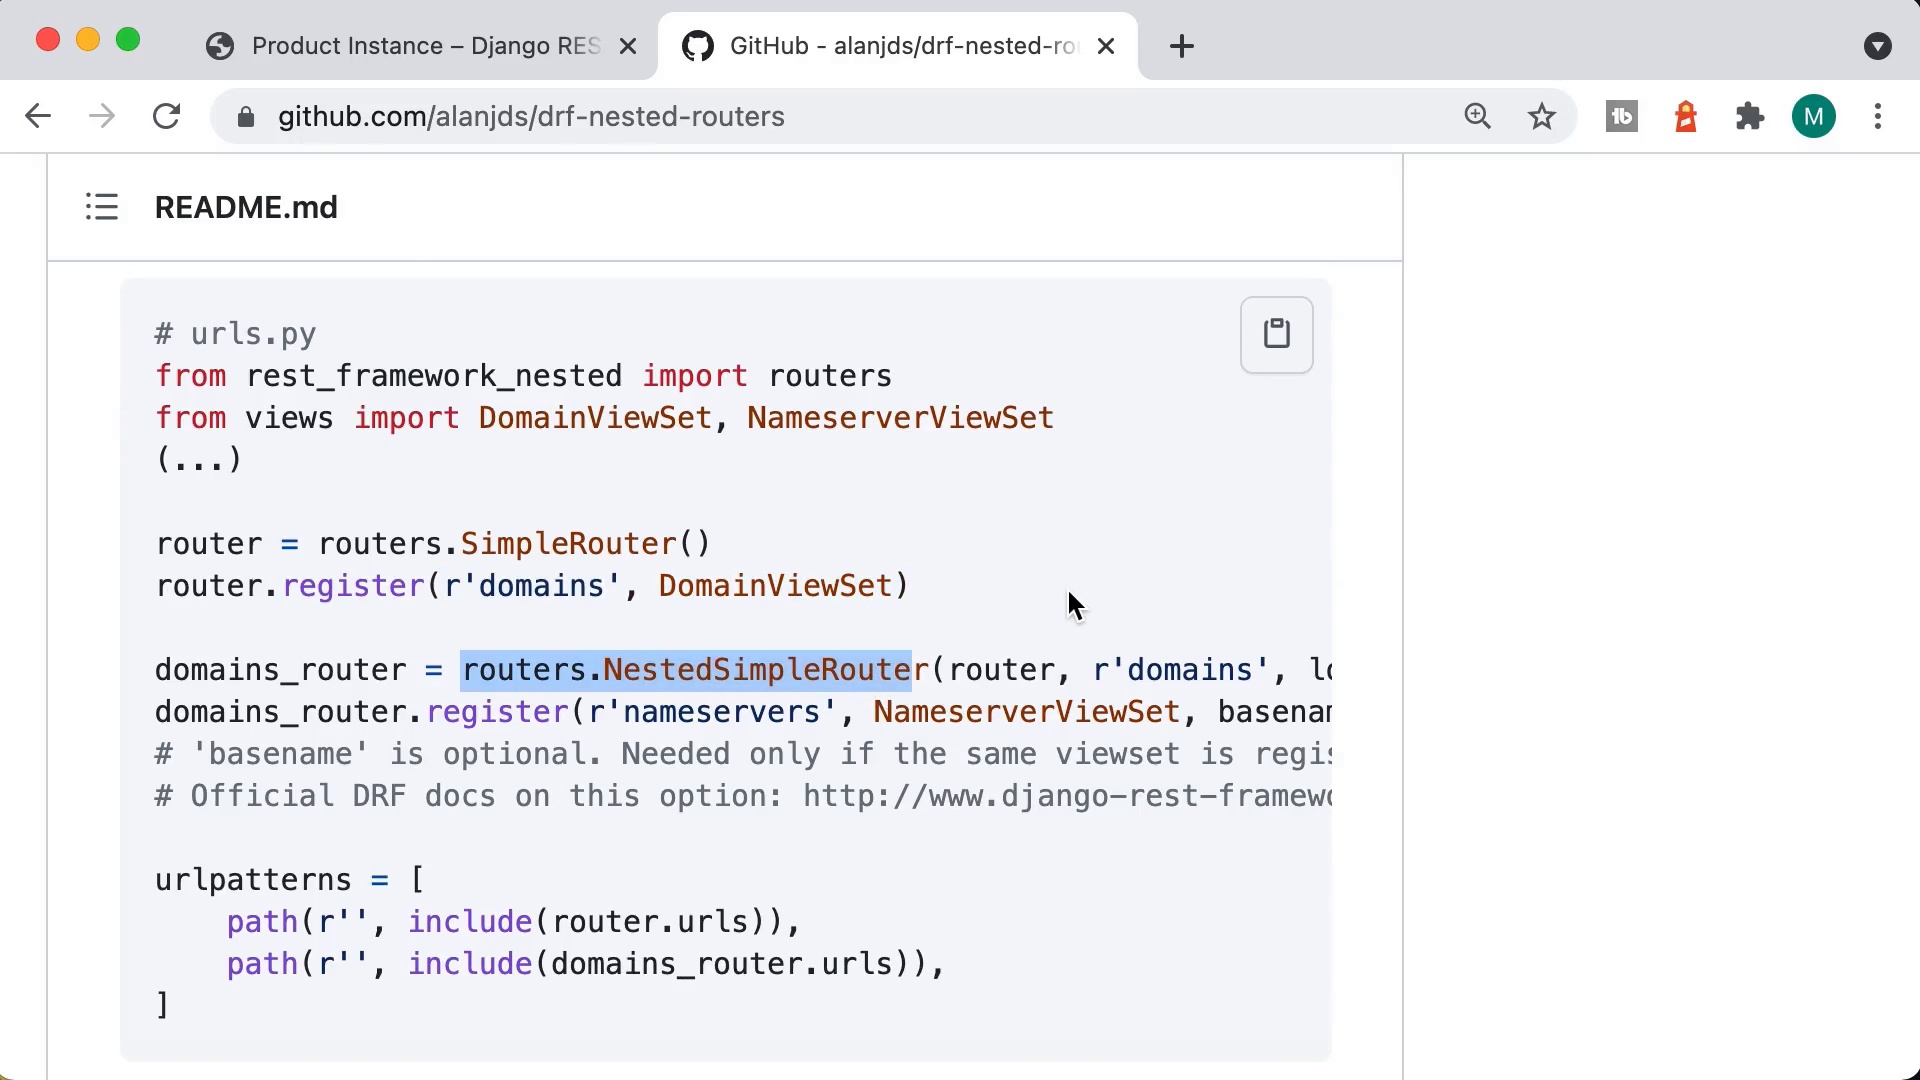 Product Instance – Django RES
GitHub - alanjds/drf-nested-ro
github.com/alanjds/drf-nested-routers
M
README.md
# urls.py
from rest_framework_nested import routers
from views import DomainViewSet, NameserverViewSet
(...)
router = routers.SimpleRouter()
router.register(r'domains', DomainViewSet)
domains_router = routers.NestedSimpleRouter(router, r'domains', lo
domains_router.register(r'nameservers', NameserverViewSet, basenam
# 'basename' is optional. Needed only if the same viewset is regis
# Official DRF docs on this option: http://www.django-rest-framewo
urlpatterns = [
path(r'', include(router.urls)),
path(r'', include(domains_router.urls)),
]